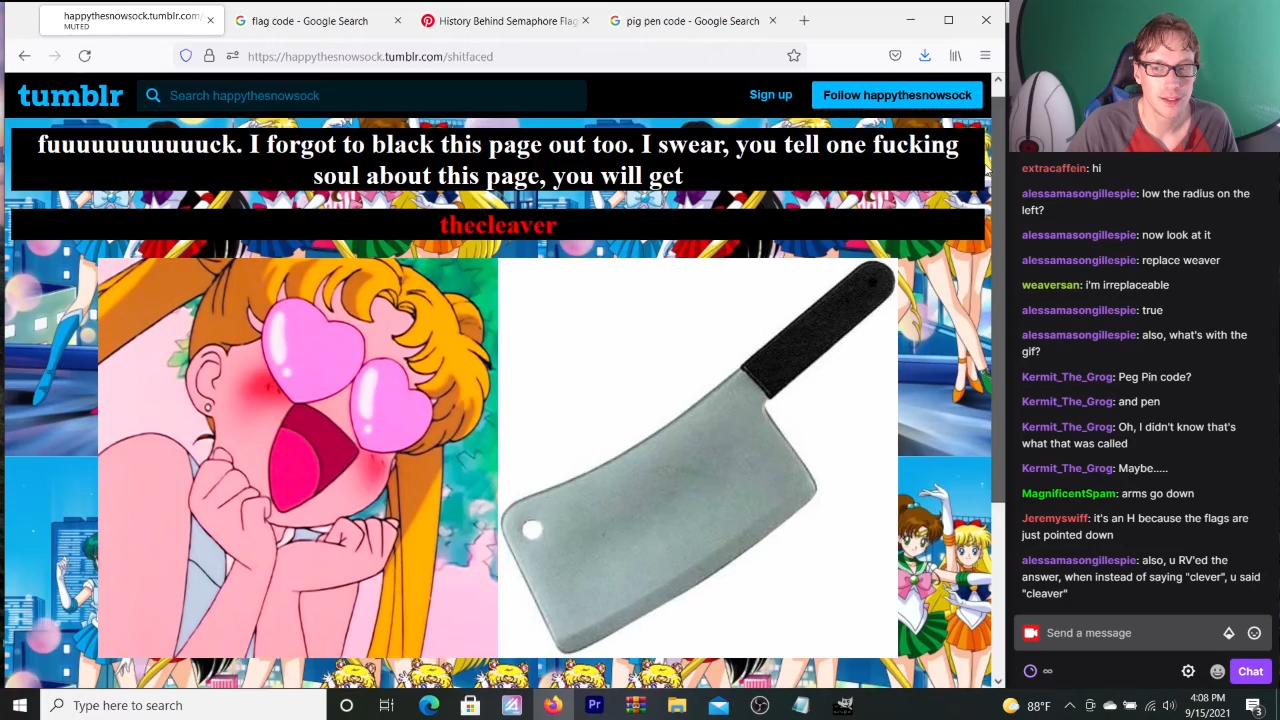 happythesnowsock.tumblr.com/
MUTED
flag code - Google Search
History Behind Semaphore Flag
pig pen code - Google Search
https://happythesnowsock.tumblr.com/shitfaced
tumblr
Search happythesnowsock
Sign up
Follow happythesnowsock
fuuuuuuuuuuuck. I forgot to black this page out too. I swear, you tell one fucking
soul about this page, you will get
thecleaver
extracaffein: hi
alessamasongillespie: low the radius on the
left?
alessamasongillespie: now look at it
alessamasongillespie: replace weaver
weaversan: i'm irreplaceable
alessamasongillespie: true
alessamasongillespie: also, what's with the
gif?
Kermit_The_Grog: Peg Pin code?
Kermit_The_Grog: and pen
Kermit_The_Grog: Oh, I didn't know that's
what that was called
Kermit_The_Grog: Maybe.....
MagnificentSpam: arms go down
Jeremyswiff: it's an H because the flags are
just pointed down
alessamasongillespie: also, u RV'ed the
answer, when instead of saying "clever", u said
"cleaver"
Send a message
∞
Chat
Type here to search
Pr
88°F
4:08 PM
9/15/2021
3